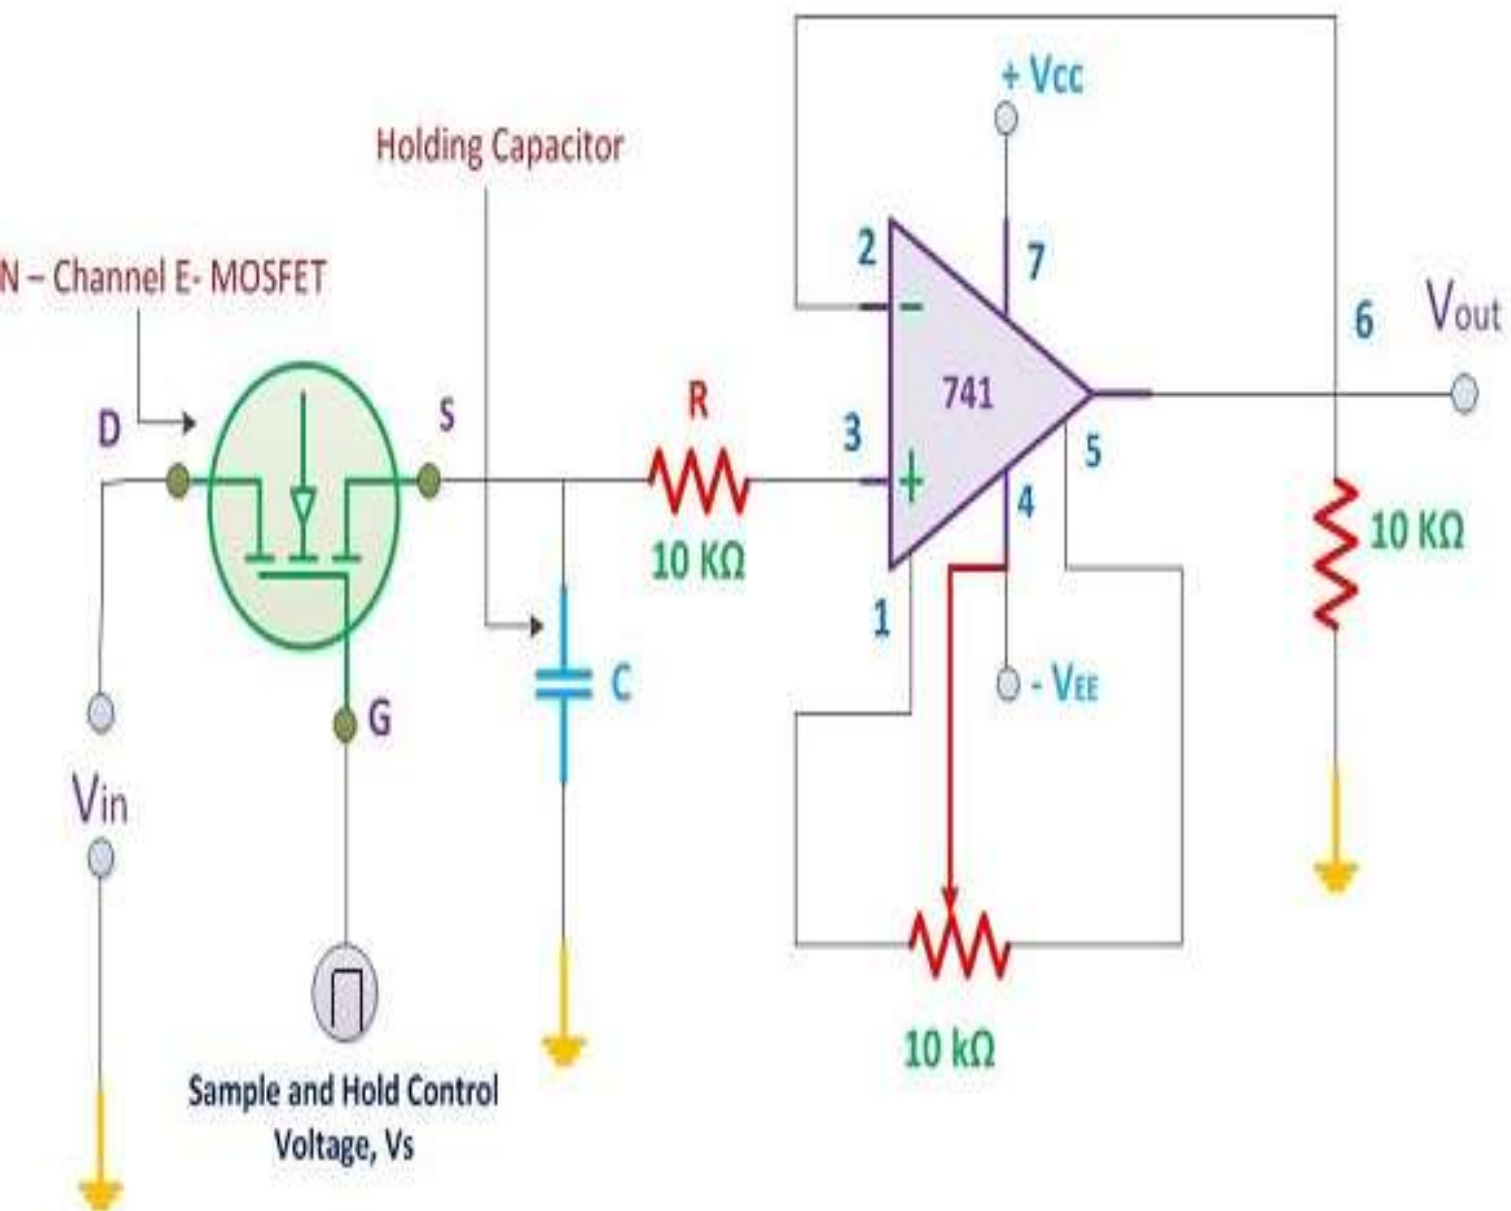 + Vcc
Holding Capacitor
2
7
N – Channel E- MOSFET
6
Vout
R
741
D
S
3
5
4
10 KΩ
10 KΩ
1
C
- VEE
G
Vin
10 kΩ
Sample and Hold Control
Voltage, Vs